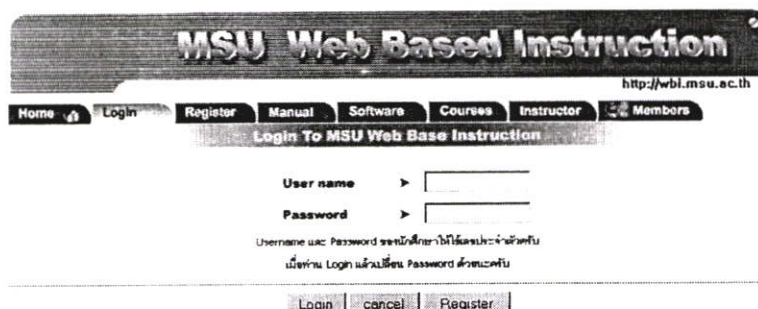 MSU Web Based Instruction
http://wbi.msu.ac.th
Home Login Register Manual Software Courses Instructor Members
Login To MSU Web Base Instruction
User name ➤
Password ➤
Username และ Password ของนักศึกษาให้ใช้เลขประจำตัวครับ
เมื่อท่าน Login แล้วเปลี่ยน Password ด้วยนะครับ
Login cancel Register